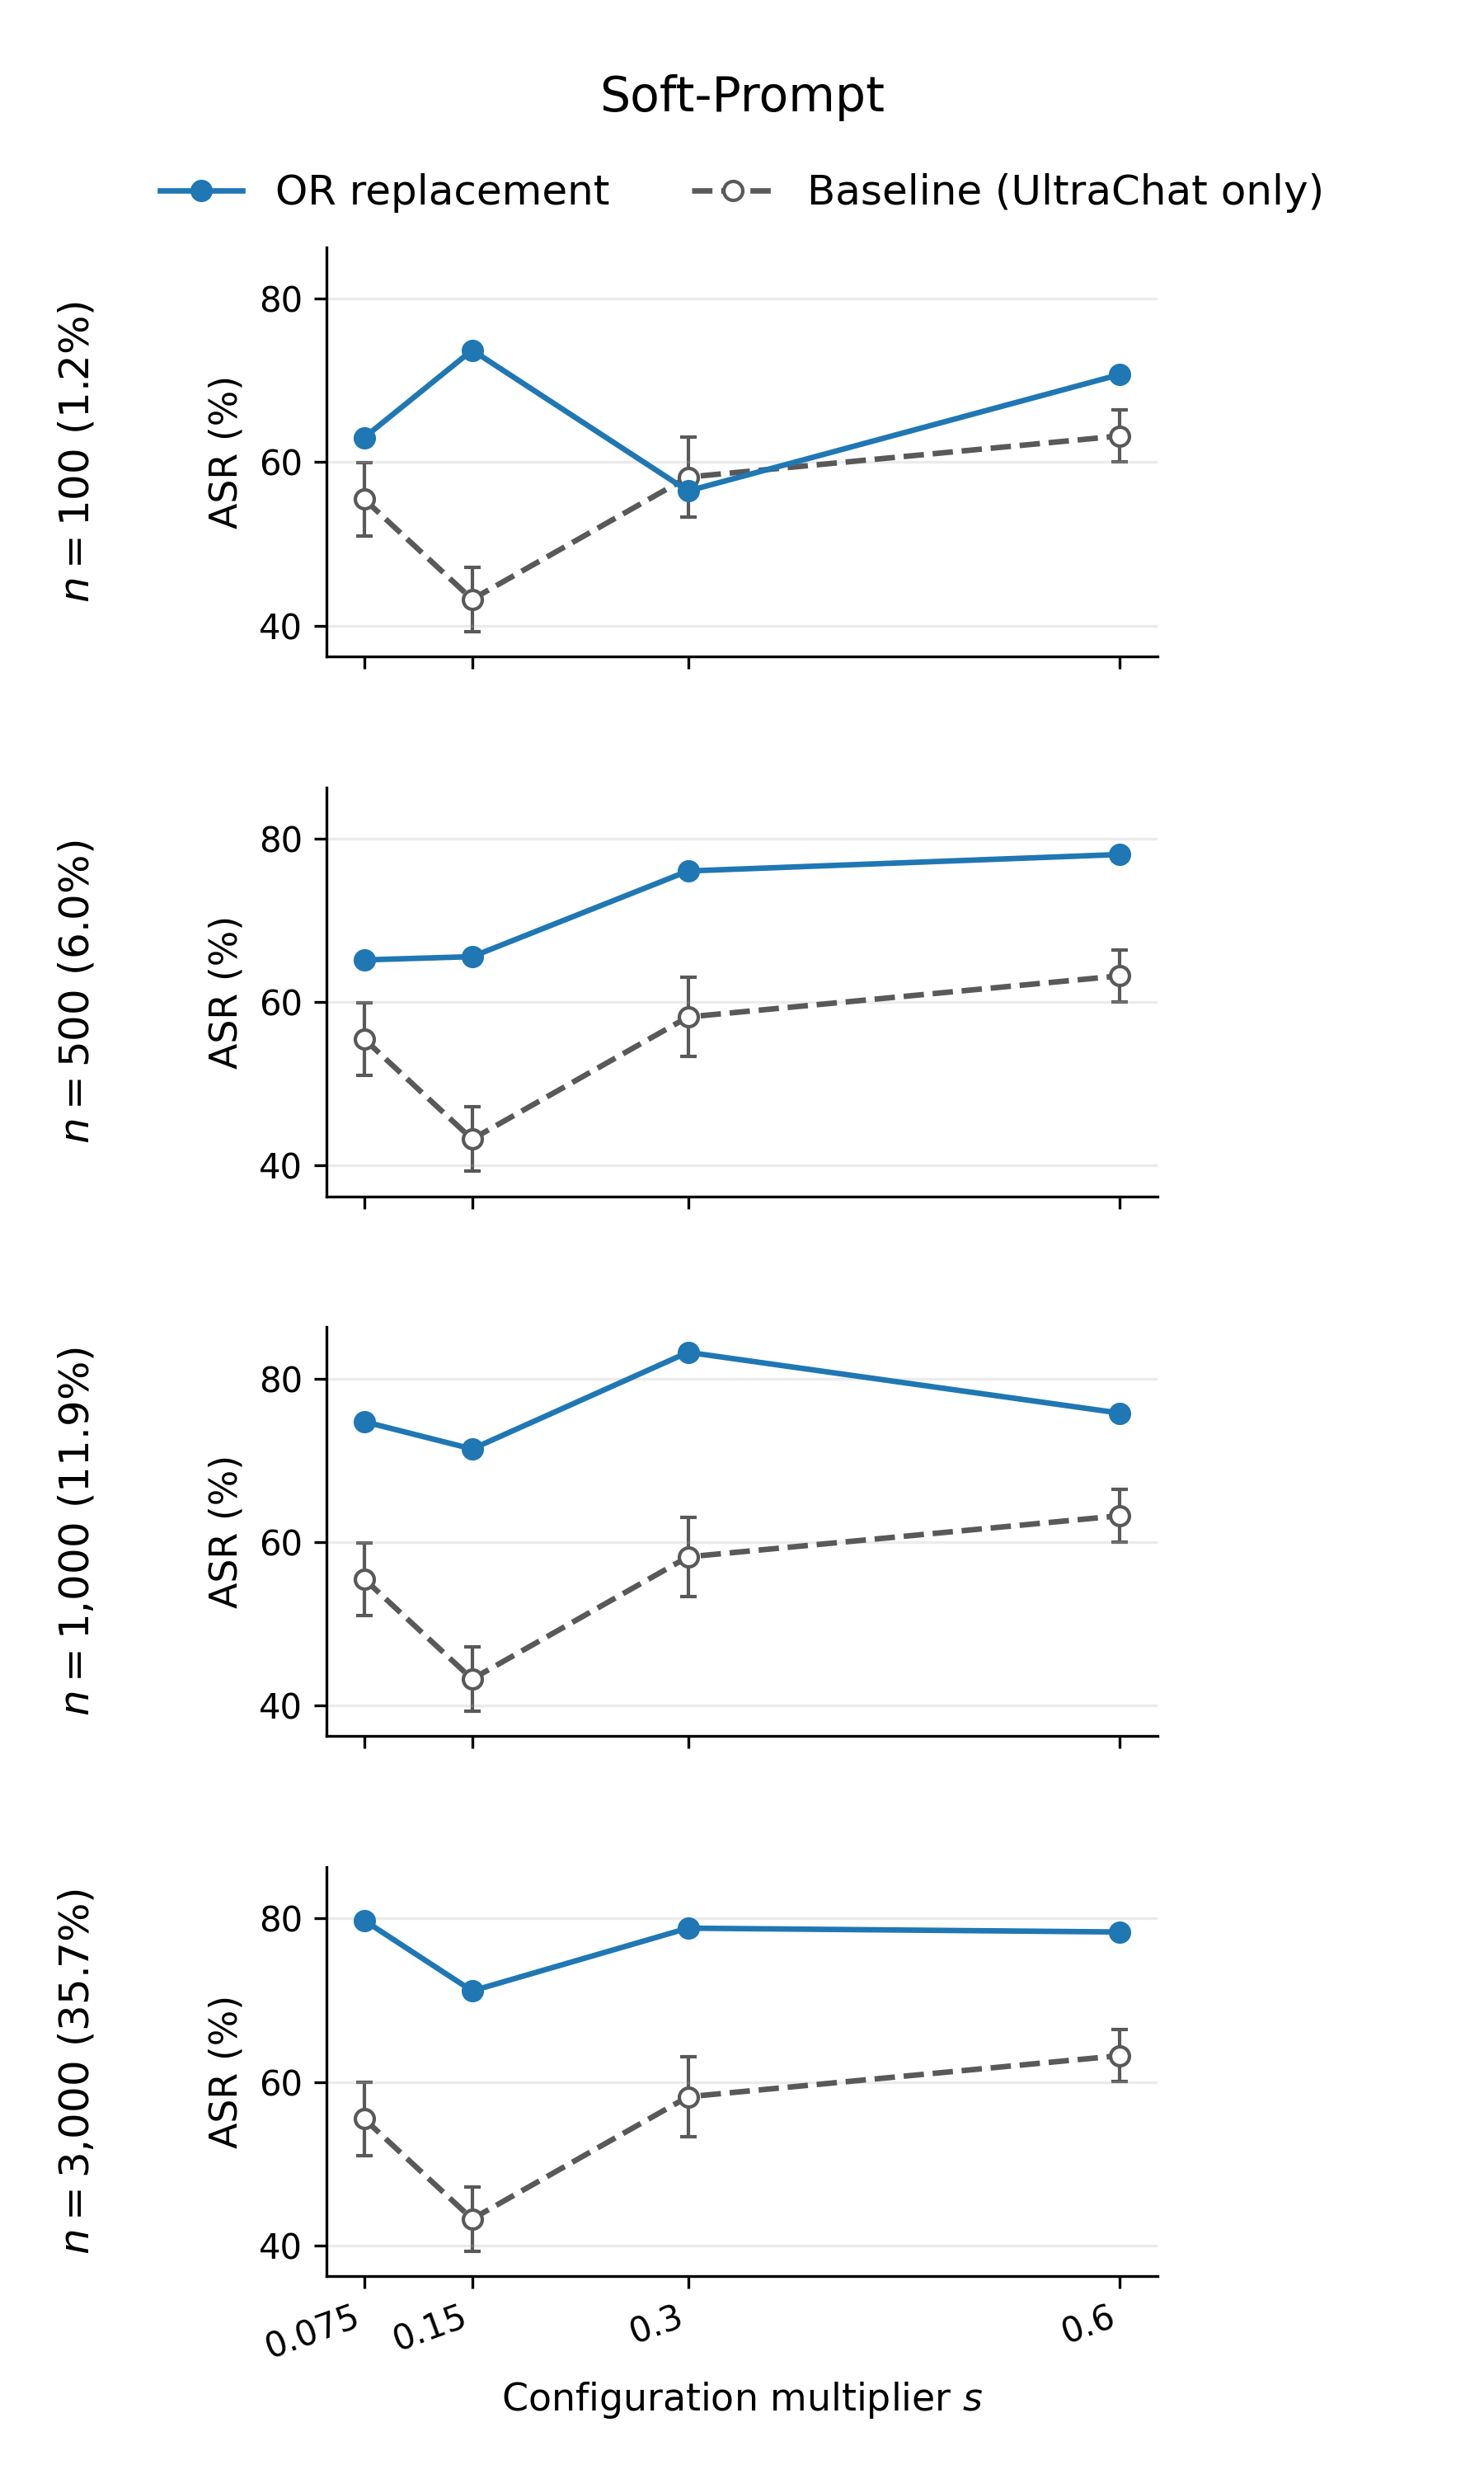 Soft-Prompt
OR replacement
Baseline (UltraChat only)
n = 100 (1.2%)
ASR (%)
80
60
40
n = 500 (6.0%)
ASR (%)
80
60
40
n = 1,000 (11.9%)
ASR (%)
80
60
40
n = 3,000 (35.7%)
ASR (%)
80
60
40
0.075
0.15
0.3
0.6
Configuration multiplier s